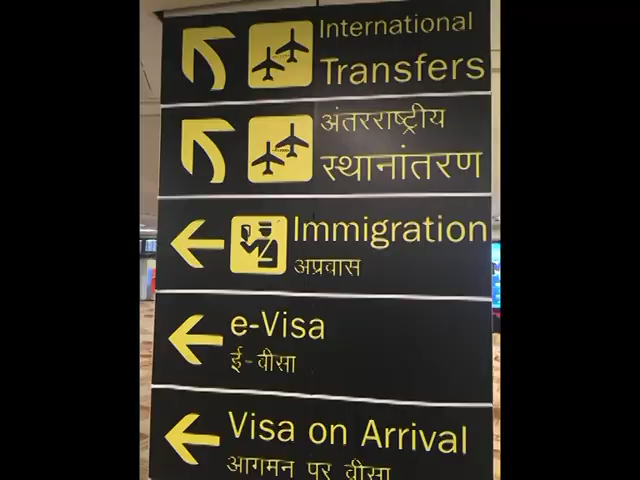 International
Transfers
अंतरराष्ट्रीय
स्थानांतरण
Immigration
अप्रवास
e-Visa
ई-वीसा
Visa on Arrival
आगमन पर वीसा